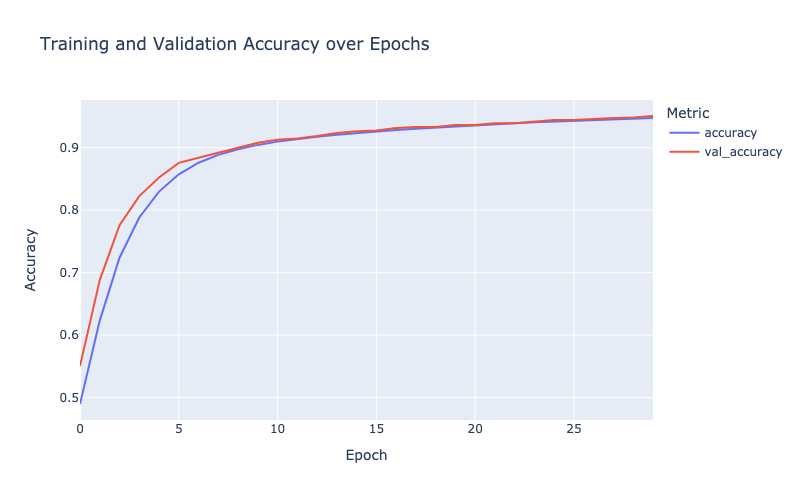 Training and Validation Accuracy over Epochs
Metric
accuracy
val_accuracy
Accuracy
0.9
0.8
0.7
0.6
0.5
0
5
10
15
20
25
Epoch